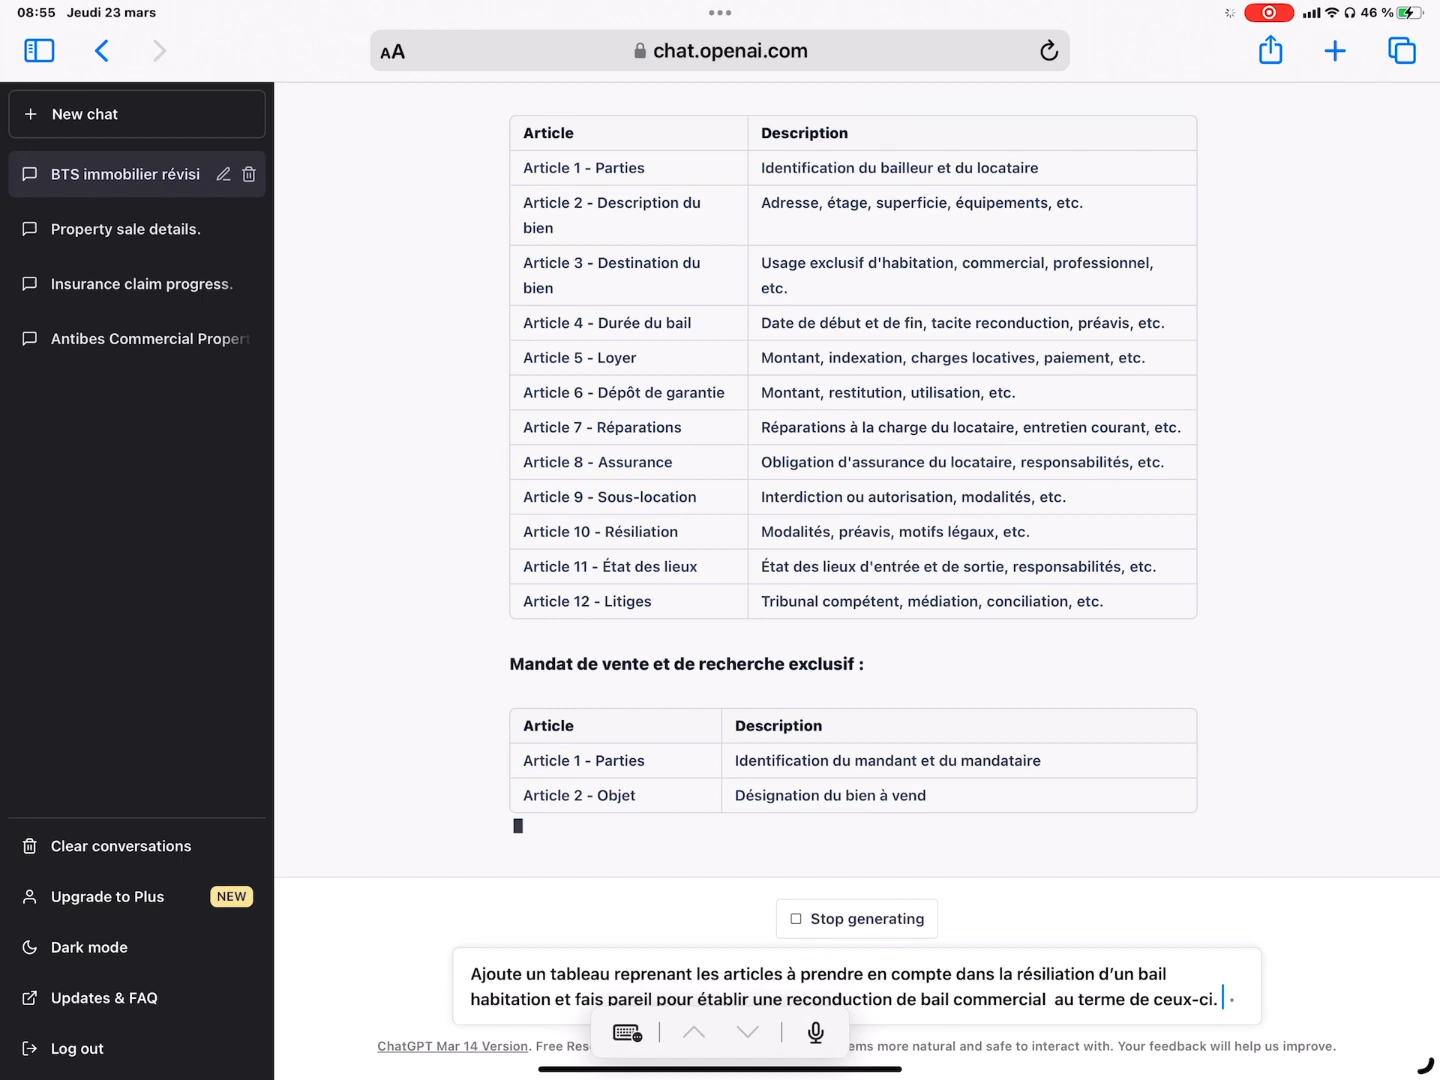 08:55 Jeudi 23 mars
46 %
AA
chat.openai.com
New chat
BTS immobilier révisi
Property sale details.
Insurance claim progress.
Antibes Commercial Propert
Clear conversations
Upgrade to Plus NEW
Dark mode
Updates & FAQ
Log out
Article Description
Article 1 - Parties Identification du bailleur et du locataire
Article 2 - Description du Adresse, étage, superficie, équipements, etc.
bien
Article 3 - Destination du Usage exclusif d'habitation, commercial, professionnel,
bien etc.
Article 4 - Durée du bail Date de début et de fin, tacite reconduction, préavis, etc.
Article 5 - Loyer Montant, indexation, charges locatives, paiement, etc.
Article 6 - Dépôt de garantie Montant, restitution, utilisation, etc.
Article 7 - Réparations Réparations à la charge du locataire, entretien courant, etc.
Article 8 - Assurance Obligation d'assurance du locataire, responsabilités, etc.
Article 9 - Sous-location Interdiction ou autorisation, modalités, etc.
Article 10 - Résiliation Modalités, préavis, motifs légaux, etc.
Article 11 - État des lieux État des lieux d'entrée et de sortie, responsabilités, etc.
Article 12 - Litiges Tribunal compétent, médiation, conciliation, etc.
Mandat de vente et de recherche exclusif :
Article Description
Article 1 - Parties Identification du mandant et du mandataire
Article 2 - Objet Désignation du bien à vend
Stop generating
Ajoute un tableau reprenant les articles à prendre en compte dans la résiliation d’un bail
habitation et fais pareil pour établir une reconduction de bail commercial au terme de ceux-ci.
ChatGPT Mar 14 Version. Free Res ems more natural and safe to interact with. Your feedback will help us improve.